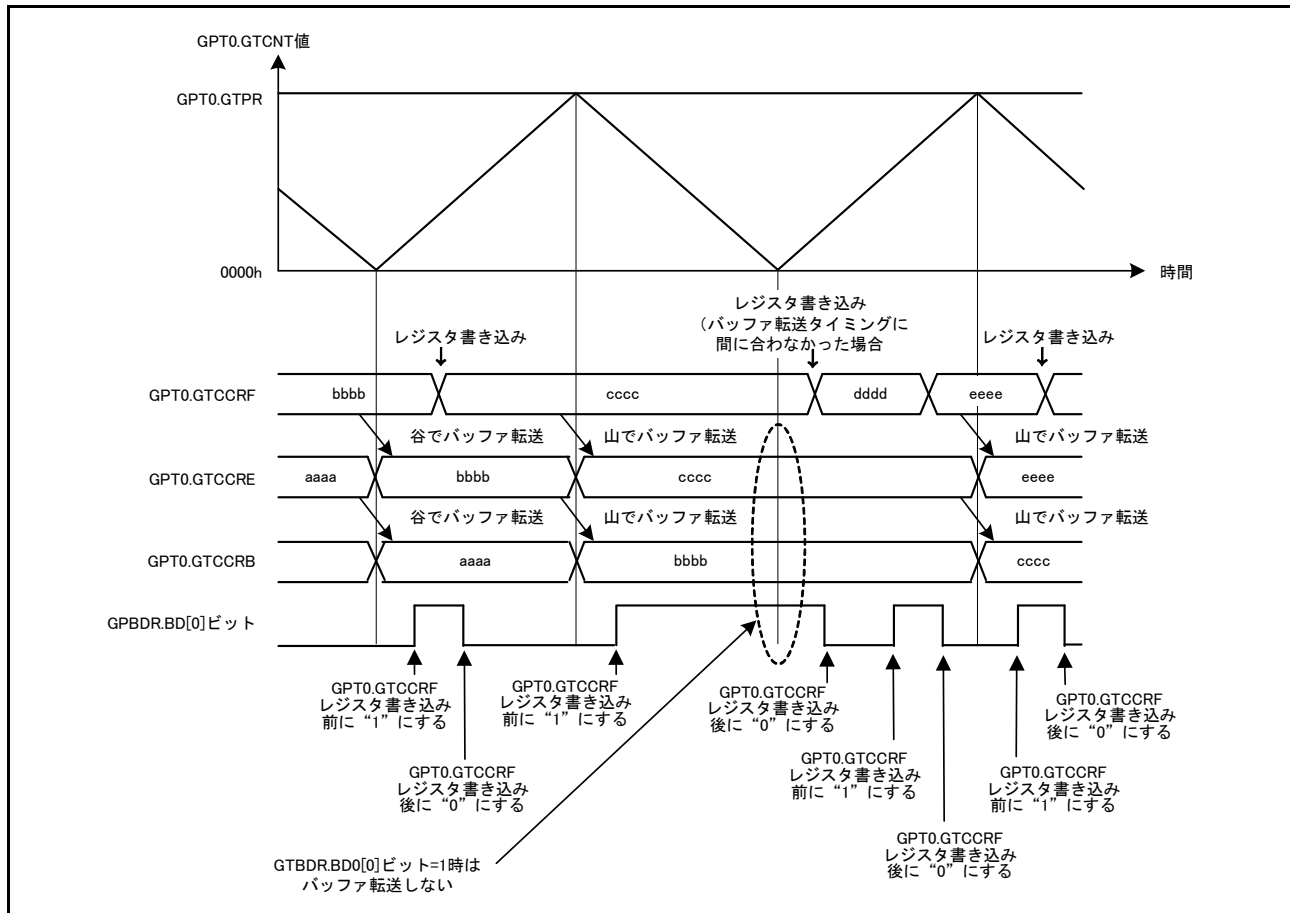 GPT0.GTCNT値
GPT0.GTPR
0000h
時間
レジスタ書き込み
レジスタ書き込み
(バッファ転送タイミングに
間に合わなかった場合
レジスタ書き込み
GPT0.GTCCRF
bbbb
cccc
dddd
eeee
谷でバッファ転送
山でバッファ転送
山でバッファ転送
GPT0.GTCCRE
aaaa
bbbb
cccc
eeee
谷でバッファ転送
山でバッファ転送
山でバッファ転送
GPT0.GTCCRB
aaaa
bbbb
cccc
GPBDR.BD[0]ビット
GPT0.GTCCRF
レジスタ書き込み
前に“1”にする
GPT0.GTCCRF
レジスタ書き込み
前に“1”にする
GPT0.GTCCRF
レジスタ書き込み
後に“0”にする
GPT0.GTCCRF
レジスタ書き込み
後に“0”にする
GPT0.GTCCRF
レジスタ書き込み
後に“0”にする
GPT0.GTCCRF
レジスタ書き込み
前に“1”にする
GPT0.GTCCRF
レジスタ書き込み
前に“1”にする
GPT0.GTCCRF
レジスタ書き込み
後に“0”にする
GTBDR.BD0[0]ビット=1時は
バッファ転送しない